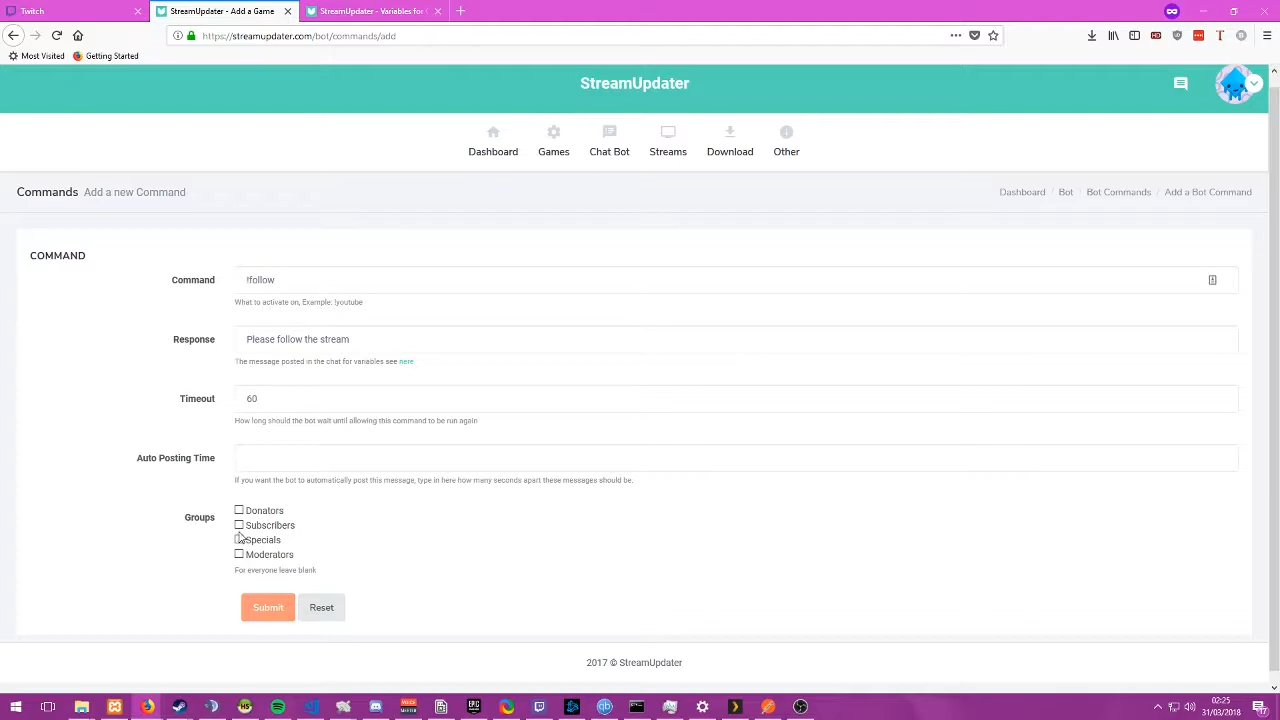 Twitch
StreamUpdater - Add a Game
StreamUpdater - Variables for
https://streamupdater.com/bot/commands/add
Most Visited
Getting Started
StreamUpdater
Dashboard
Games
Chat Bot
Streams
Download
Other
Commands Add a new Command
Dashboard / Bot / Bot Commands / Add a Bot Command
COMMAND
Command
!follow
What to activate on, Example: !youtube
Response
Please follow the stream
The message posted in the chat for variables see here
Timeout
60
How long should the bot wait until allowing this command to be run again
Auto Posting Time
If you want the bot to automatically post this message, type in here how many seconds apart these messages should be.
Groups
Donators
Subscribers
Specials
Moderators
For everyone leave blank
Submit
Reset
2017 © StreamUpdater
02:25
31/03/2018